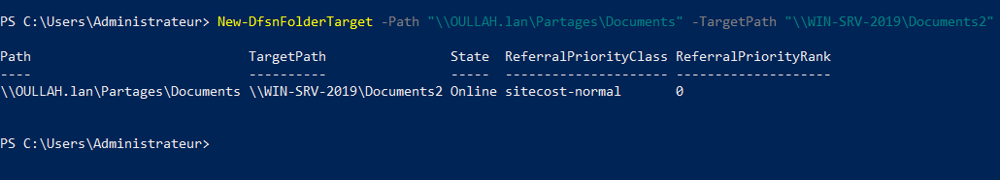 PS C:\Users\Administrateur> New-DfsnFolderTarget -Path "\\OULLAH.lan\Partages\Documents" -TargetPath "\\WIN-SRV-2019\Documents2"
Path TargetPath State ReferralPriorityClass ReferralPriorityRank
---- ---------- ----- --------------------- --------------------
\\OULLAH.lan\Partages\Documents \\WIN-SRV-2019\Documents2 Online sitecost-normal 0
PS C:\Users\Administrateur>